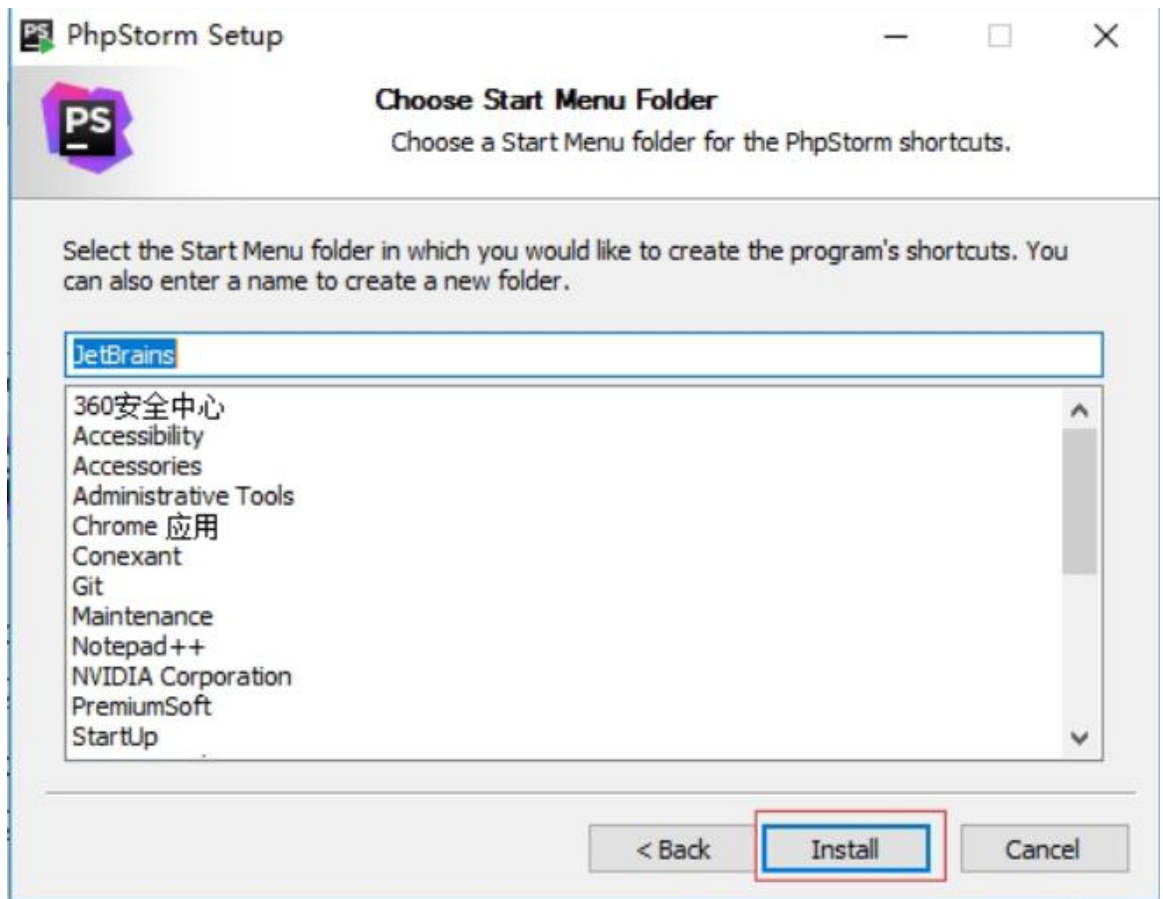 PhpStorm Setup
PS
Choose Start Menu Folder
Choose a Start Menu folder for the PhpStorm shortcuts.
Select the Start Menu folder in which you would like to create the program's shortcuts. You
can also enter a name to create a new folder.
JetBrains
360安全中心
Accessibility
Accessories
Administrative Tools
Chrome 应用
Conexant
Git
Maintenance
Notepad++
NVIDIA Corporation
PremiumSoft
StartUp
< Back Install Cancel